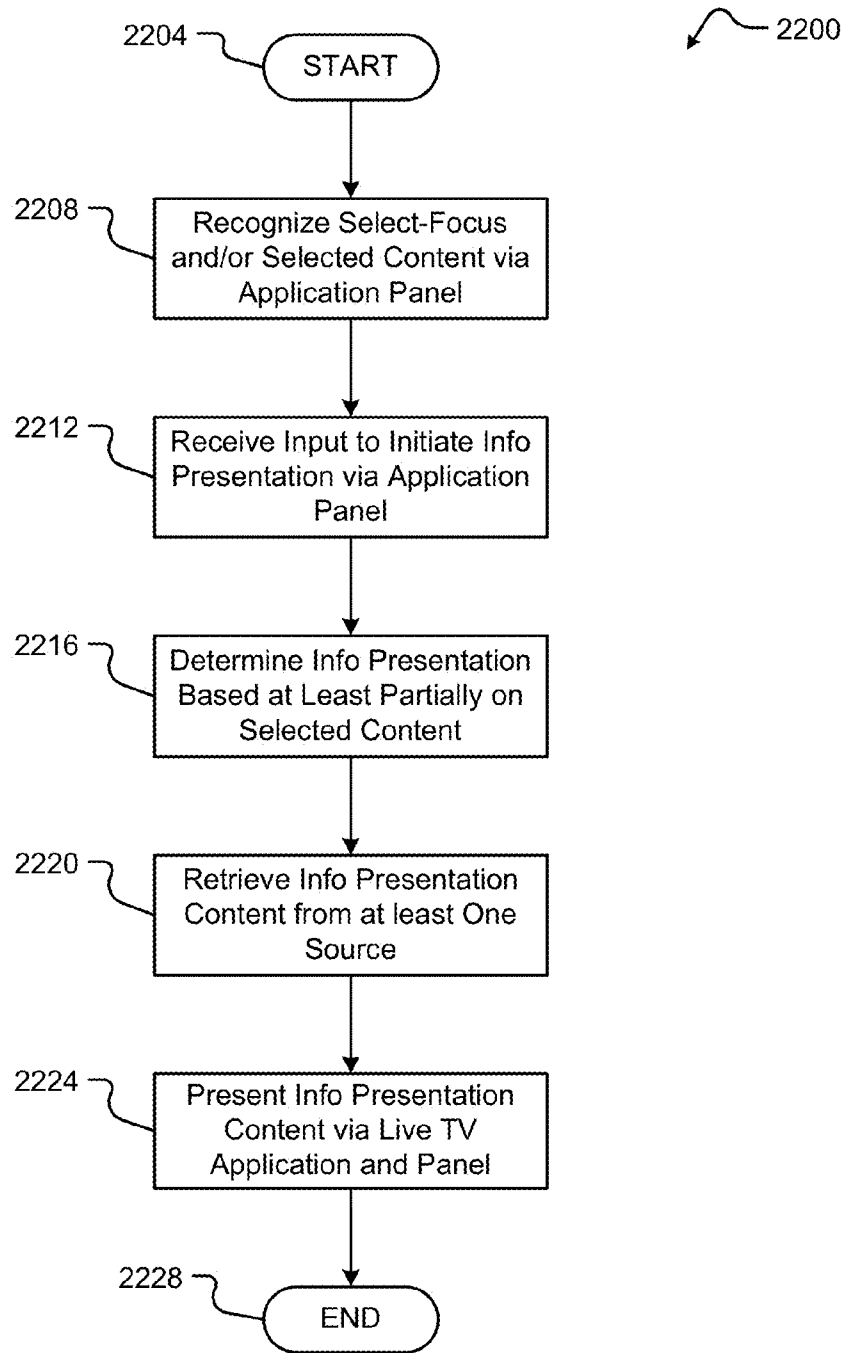 2200
2204
START
2208
Recognize Select-Focus
and/or Selected Content via
Application Panel
2212
Receive Input to Initiate Info
Presentation via Application
Panel
2216
Determine Info Presentation
Based at Least Partially on
Selected Content
2220
Retrieve Info Presentation
Content from at least One
Source
2224
Present Info Presentation
Content via Live TV
Application and Panel
2228
END